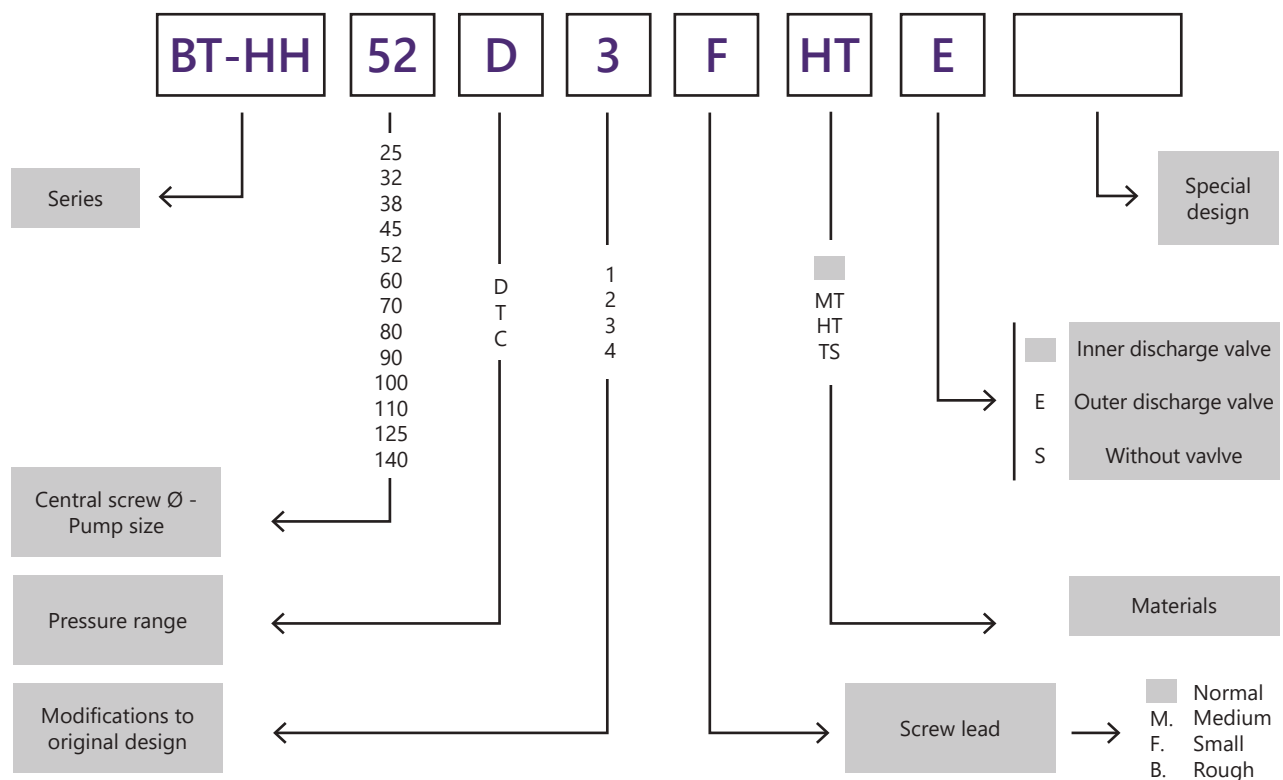 BT-HH 52 D 3 F HT E
Series
25
32
38
45
52
60
70
80
90
100
110
125
140
D
T
C
1
2
3
4
MT
HT
TS
Special
design
Inner discharge valve
E Outer discharge valve
S Without vavlve
Central screw Ø -
Pump size
Pressure range
Materials
Modifications to
original design
Screw lead
Normal
M. Medium
F. Small
B. Rough